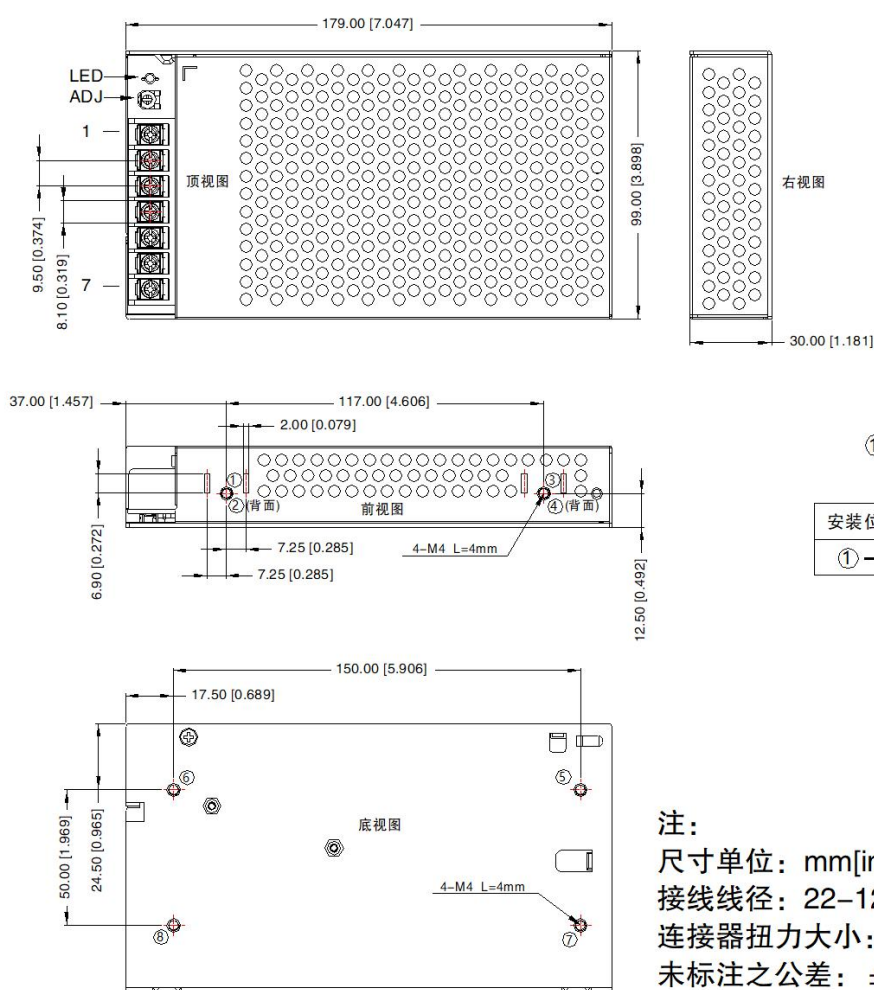 179.00 [7.047]
LED
ADJ
1
顶视图
99.00 [3.898]
右视图
9.50 [0.374]
8.10 [0.319]
7
30.00 [1.181]
37.00 [1.457]
117.00 [4.606]
2.00 [0.079]
①
③
②(背面)
前视图
④(背面)
安装位
①
6.90 [0.272]
7.25 [0.285]
4-M4 L=4mm
7.25 [0.285]
12.50 [0.492]
150.00 [5.906]
17.50 [0.689]
⑥
⑤
50.00 [1.969]
24.50 [0.965]
底视图
4-M4 L=4mm
⑧
⑦
注:
尺寸单位:mm[in
接线线径:22-12
连接器扭力大小:
未标注之公差: